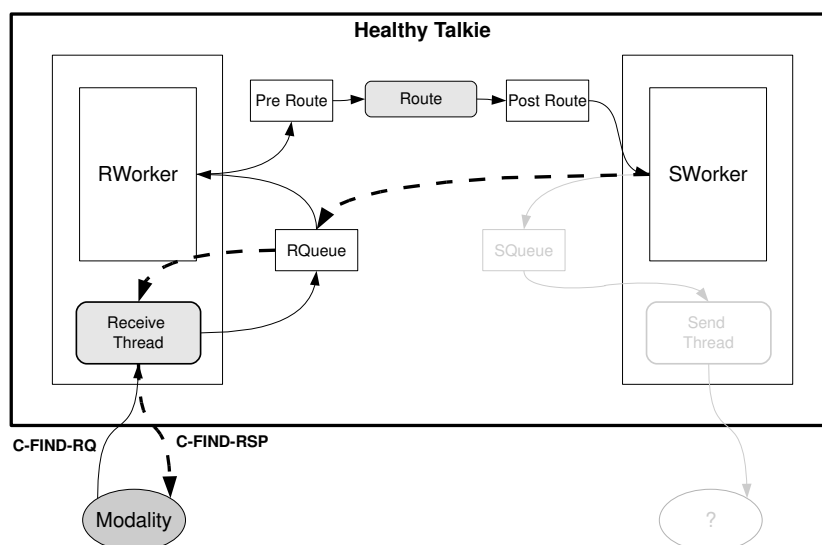 Healthy Talkie
Pre Route
Route
Post Route
RWorker
SWorker
RQueue
SQueue
Receive
Thread
Send
Thread
C-FIND-RQ
C-FIND-RSP
Modality
?